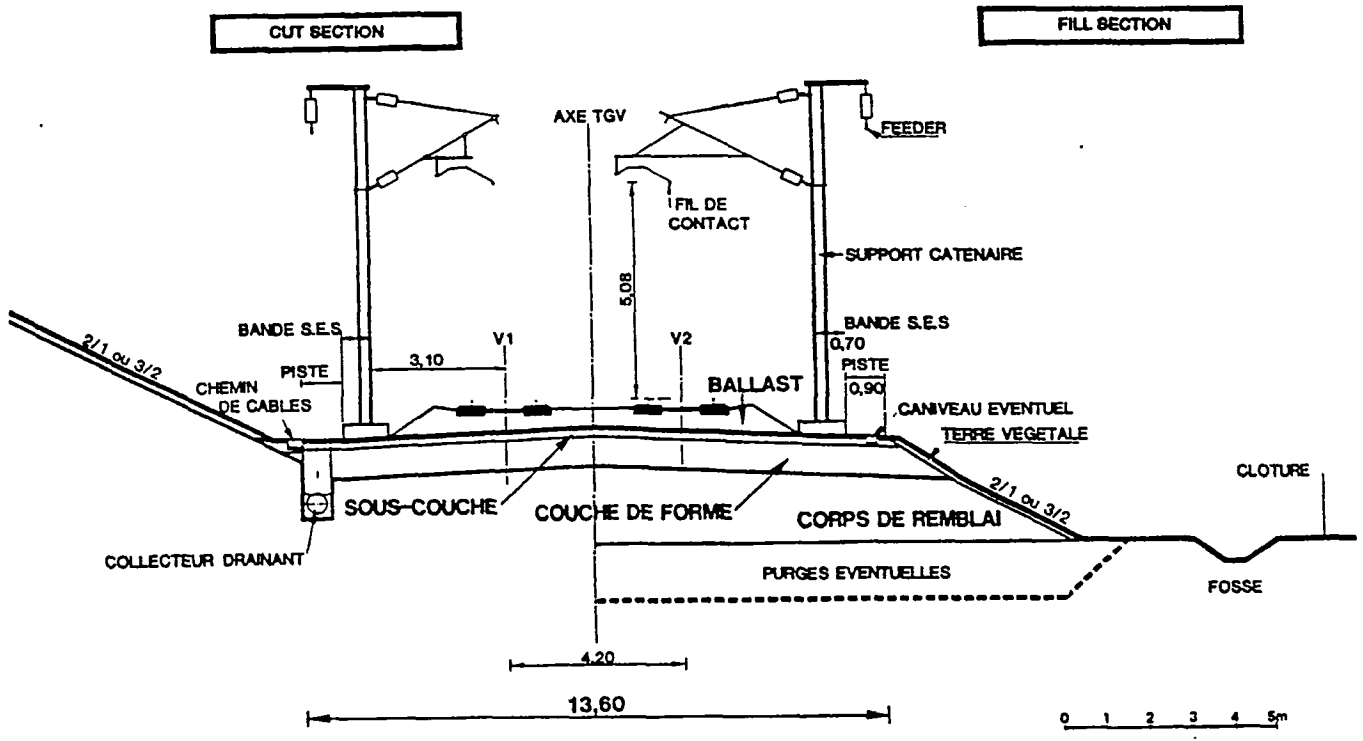 CUT SECTION
FILL SECTION
AXE TGV
FEEDER
FIL DE
CONTACT
SUPPORT CATENAIRE
5,08
BANDE S.E.S
V1
V2
BANDE S.E.S
0,70
2/1 ou 3/2
3,10
PISTE
PISTE
BALLAST
0,90
CHEMIN
DE CABLES
CANIVEAU EVENTUEL
TERRE VEGETALE
CLOTURE
2/1 ou 3/2
SOUS-COUCHE
COUCHE DE FORME
CORPS DE REMBLAI
COLLECTEUR DRAINANT
PURGES EVENTUELLES
FOSSE
4,20
13,60
0 1 2 3 4 5m